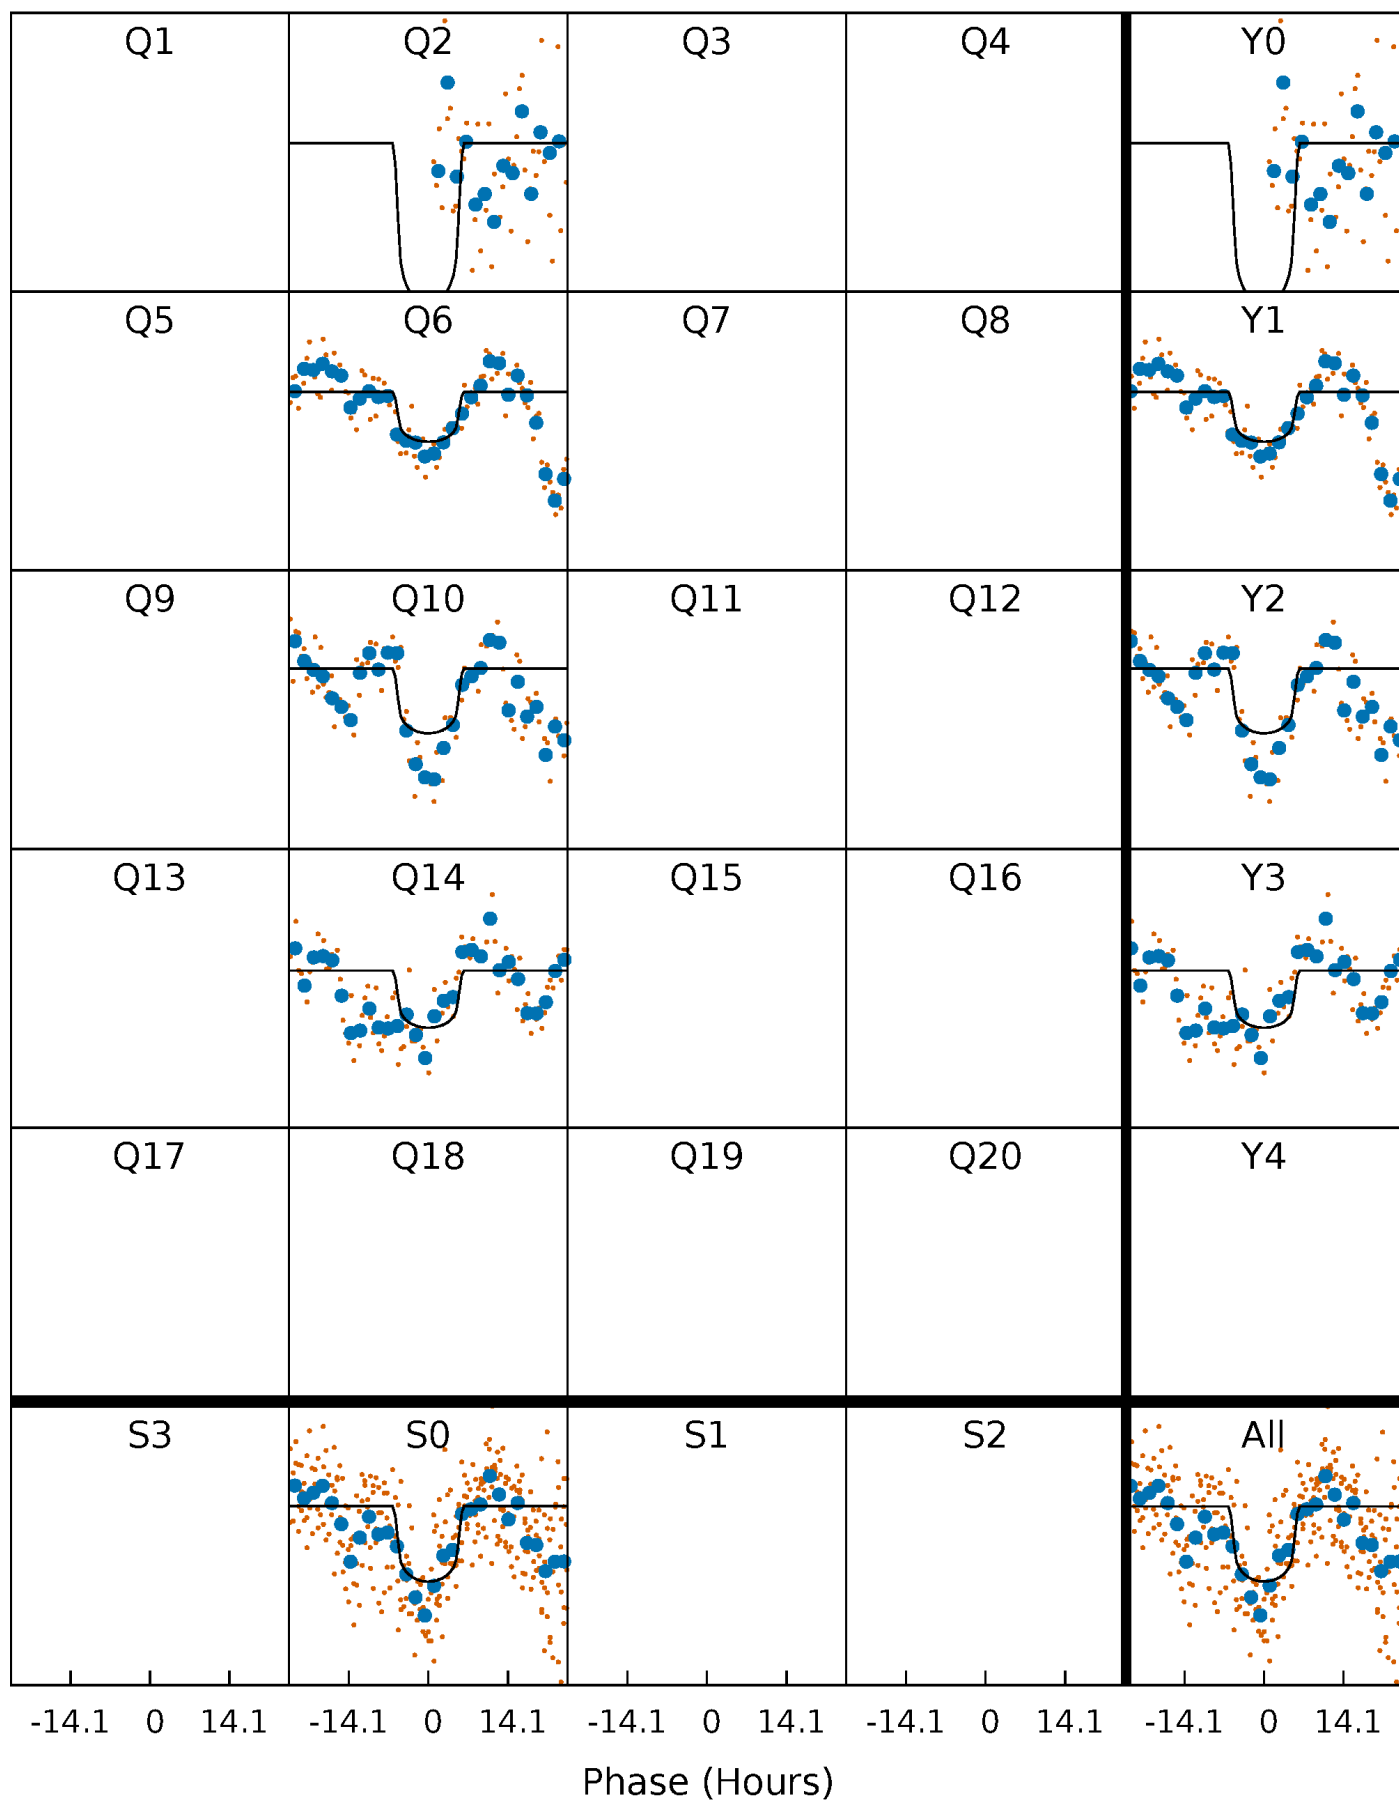 Q1 Q2 Q3 Q4 Y0
Q5 Q6 Q7 Q8 Y1
Q9 Q10 Q11 Q12 Y2
Q13 Q14 Q15 Q16 Y3
Q17 Q18 Q19 Q20 Y4
S3 S0 S1 S2 All
-14.1 0 14.1 -14.1 0 14.1 -14.1 0 14.1 -14.1 0 14.1 -14.1 0 14.1
Phase (Hours)